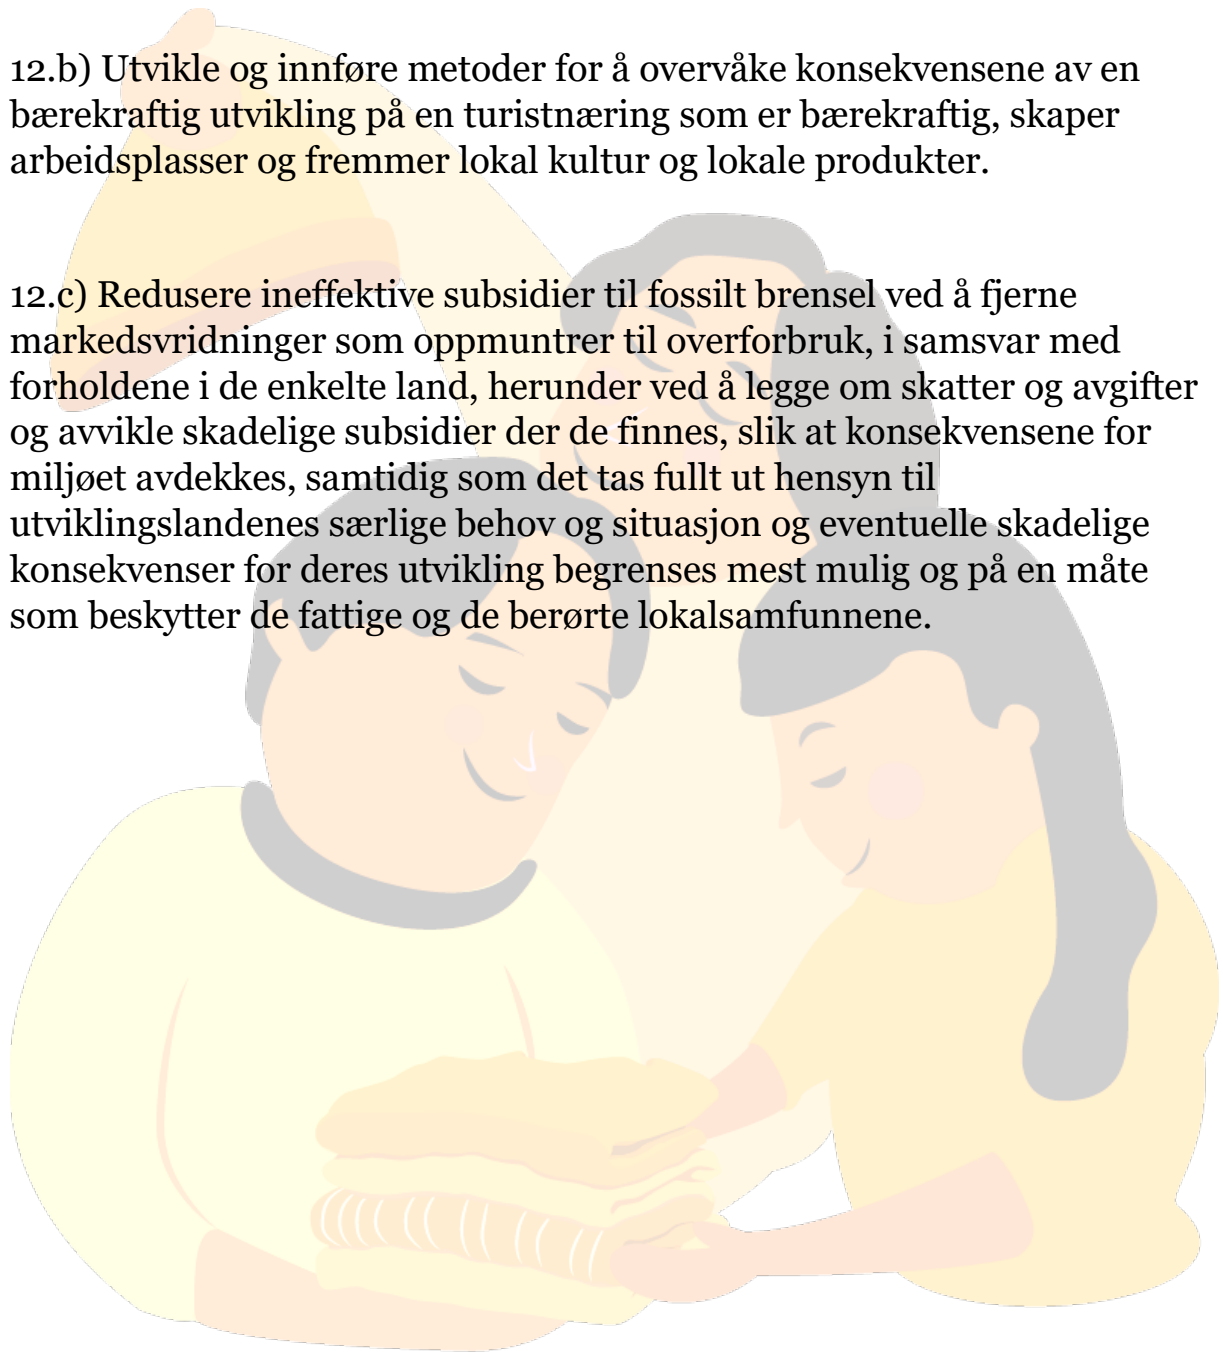 12.b) Utvikle og innføre metoder for å overvåke konsekvensene av en
bærekraftig utvikling på en turistnæring som er bærekraftig, skaper
arbeidsplasser og fremmer lokal kultur og lokale produkter.
12.c) Redusere ineffektive subsidier til fossilt brensel ved å fjerne
markedsvridninger som oppmuntrer til overforbruk, i samsvar med
forholdene i de enkelte land, herunder ved å legge om skatter og avgifter
og avvikle skadelige subsidier der de finnes, slik at konsekvensene for
miljøet avdekkes, samtidig som det tas fullt ut hensyn til
utviklingslandenes særlige behov og situasjon og eventuelle skadelige
konsekvenser for deres utvikling begrenses mest mulig og på en måte
som beskytter de fattige og de berørte lokalsamfunnene.